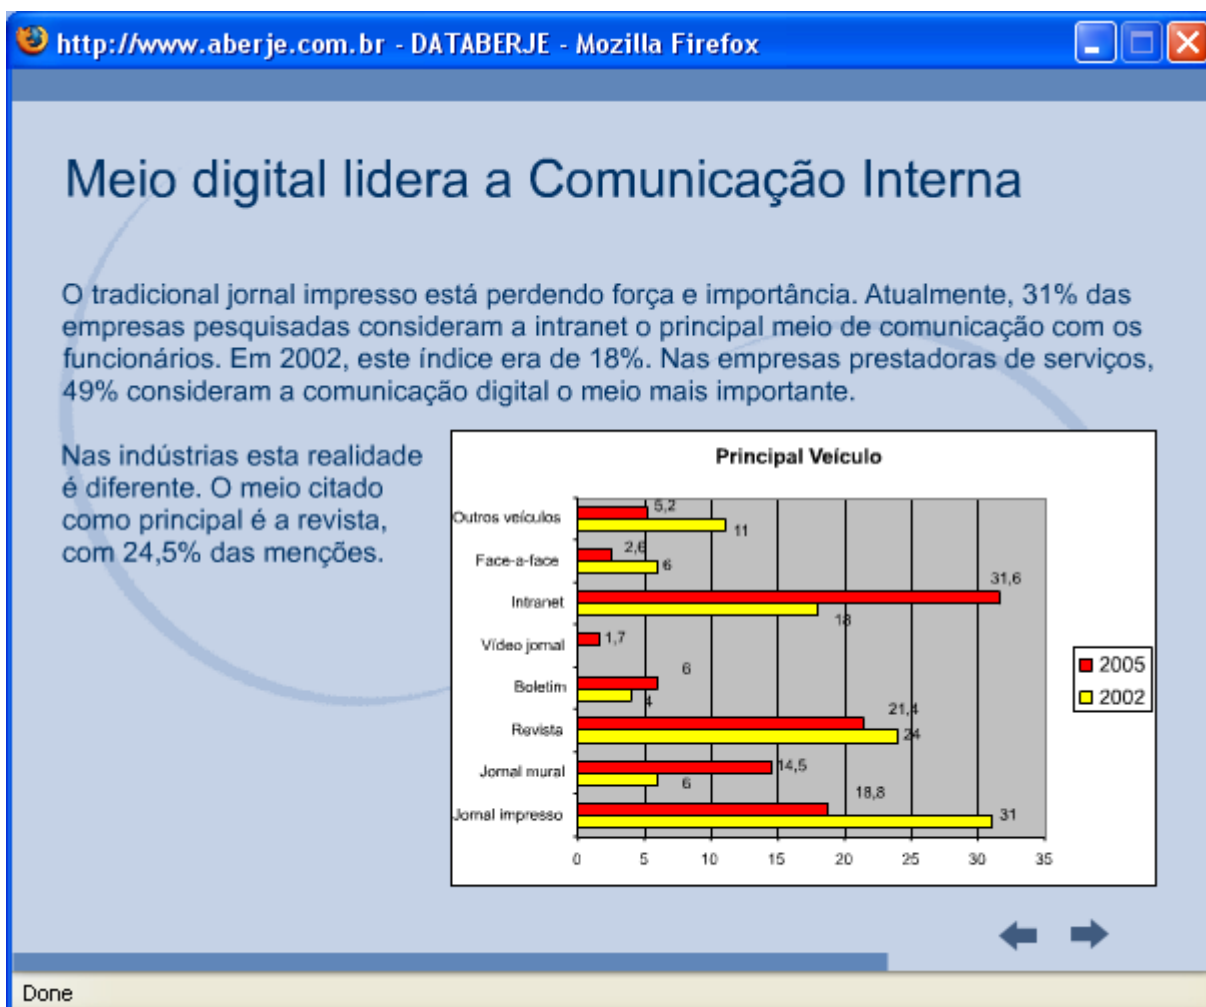 http://www.aberje.com.br - DATABERJE - Mozilla Firefox
Meio digital lidera a Comunicação Interna
O tradicional jornal impresso está perdendo força e importância. Atualmente, 31% das
empresas pesquisadas consideram a intranet o principal meio de comunicação com os
funcionários. Em 2002, este índice era de 18%. Nas empresas prestadoras de serviços,
49% consideram a comunicação digital o meio mais importante.
Nas indústrias esta realidade
é diferente. O meio citado
como principal é a revista,
com 24,5% das menções.
Principal Veículo
Outros veículos
5,2
11
Face-a-face
2,6
6
Intranet
31,6
18
Vídeo jornal
1,7
Boletim
6
4
Revista
21,4
24
Jornal mural
14,5
6
Jornal impresso
18,8
31
0 5 10 15 20 25 30 35
2005
2002
Done